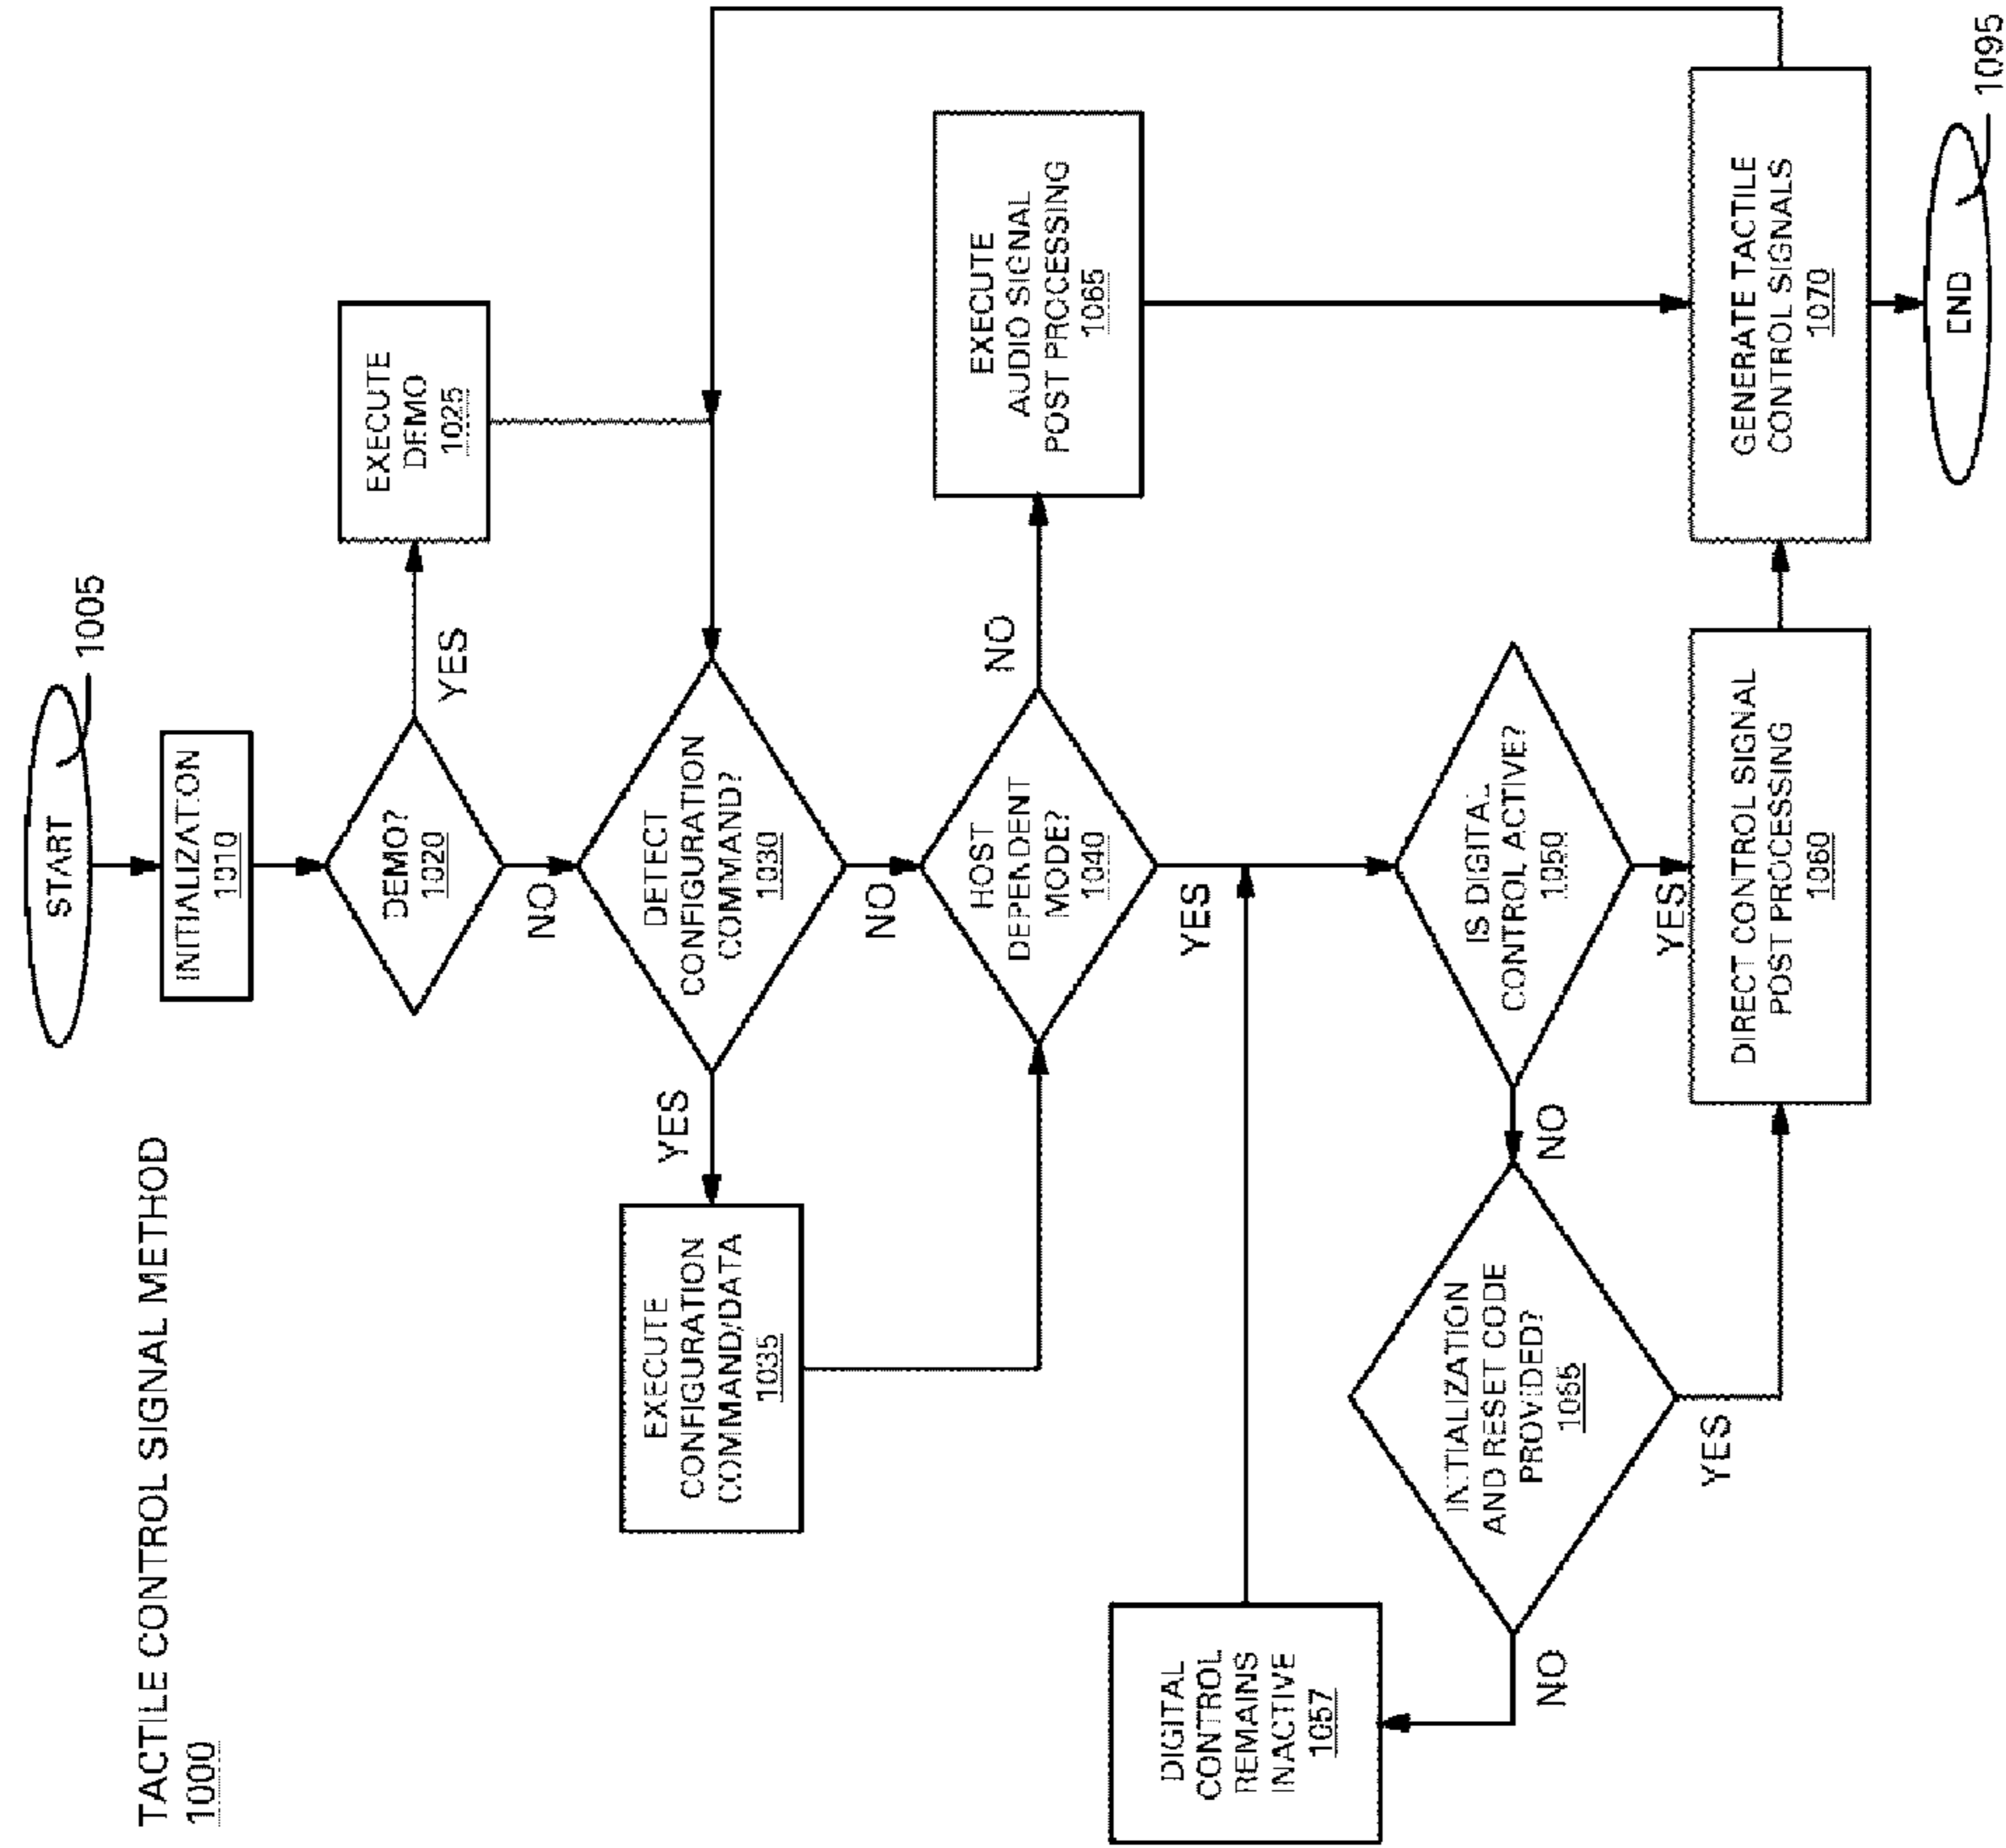 TACTILE CONTROL SIGNAL METHOD
1000
START
1005
INITIALIZATION
1010
DEMO?
1020
YES
EXECUTE
DEMO
1025
NO
DETECT
CONFIGURATION
COMMAND?
1030
YES
EXECUTE
CONFIGURATION
COMMAND/DATA
1035
NO
HOST
DEPENDENT
MODE?
1040
NO
EXECUTE
AUDIO SIGNAL
POST PROCESSING
1065
YES
IS DIGITAL
CONTROL ACTIVE?
1050
NO
INITIALIZATION
AND RESET CODE
PROVIDED?
1055
NO
DIGITAL
CONTROL
REMAINS
INACTIVE
1057
YES
YES
DIRECT CONTROL SIGNAL
POST PROCESSING
1060
GENERATE TACTILE
CONTROL SIGNALS
1070
END
1095